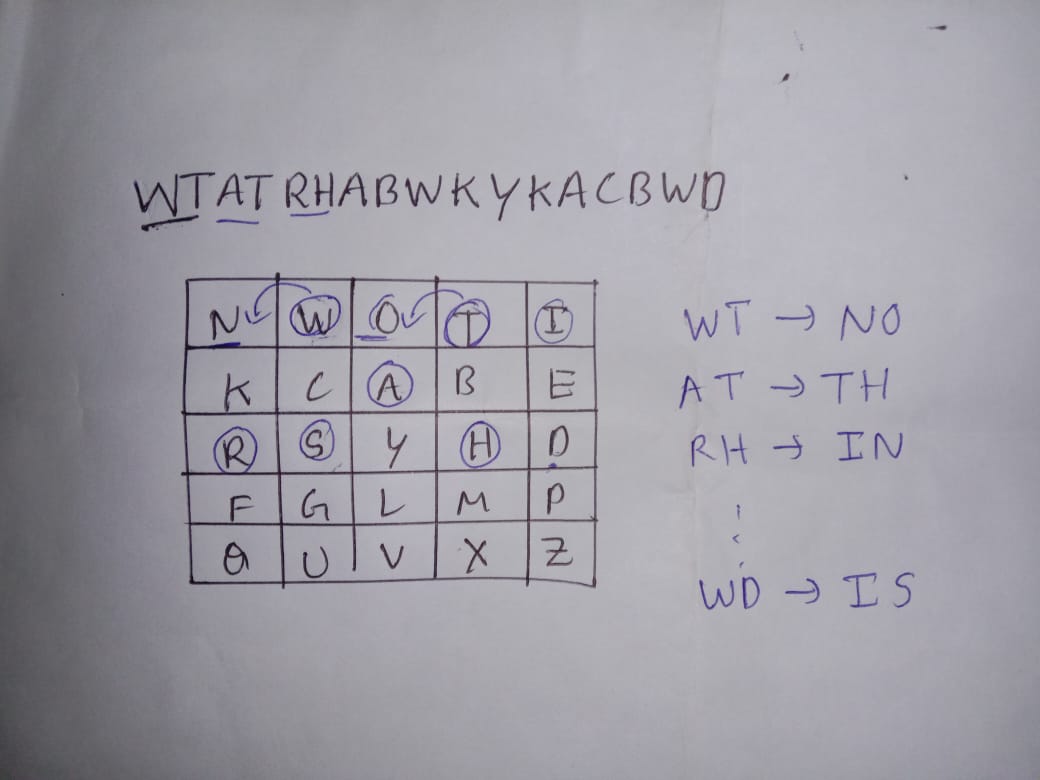 WTATRHABWKYKACBWD
N W O T I
K C A B E
R S Y H D
F G L M P
Q U V X Z
WT → NO
AT → TH
RH → IN
WD → IS